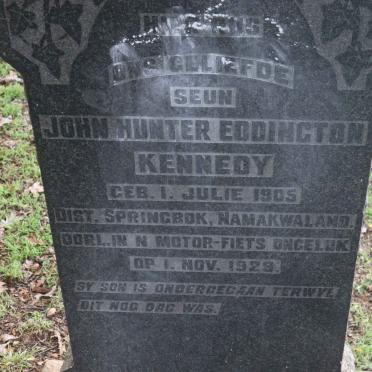 ONS GELIEFDE
SEUN
JOHN HUNTER EDDINGTON
KENNEDY
GEB. 1. JULIE 1905
DIST. SPRINGBOK, NAMAKWALAND.
OORL. IN N MOTOR-FIETS ONGELUK
OP 1. NOV. 1929.
SY SON IS ONDERGEGAAN TERWYL
DIT NOG DAG WAS.